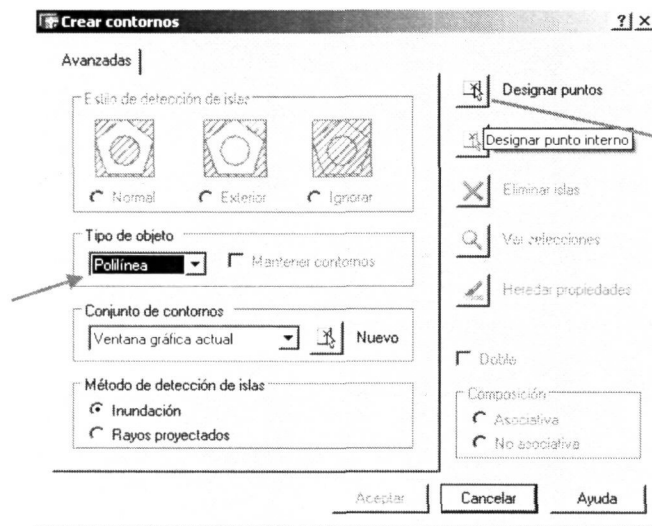 Crear contornos
Avanzadas
Estilo de detección de islas
Normal
Exterior
Ignorar
Tipo de objeto
Polilínea
Mantener contornos
Conjunto de contornos
Ventana gráfica actual
Nuevo
Método de detección de islas
Inundación
Rayos proyectados
Designar puntos
Designar punto interno
Eliminar islas
Ver selecciones
Heredar propiedades
Doble
Composición
Asociativa
No asociativa
Aceptar
Cancelar
Ayuda